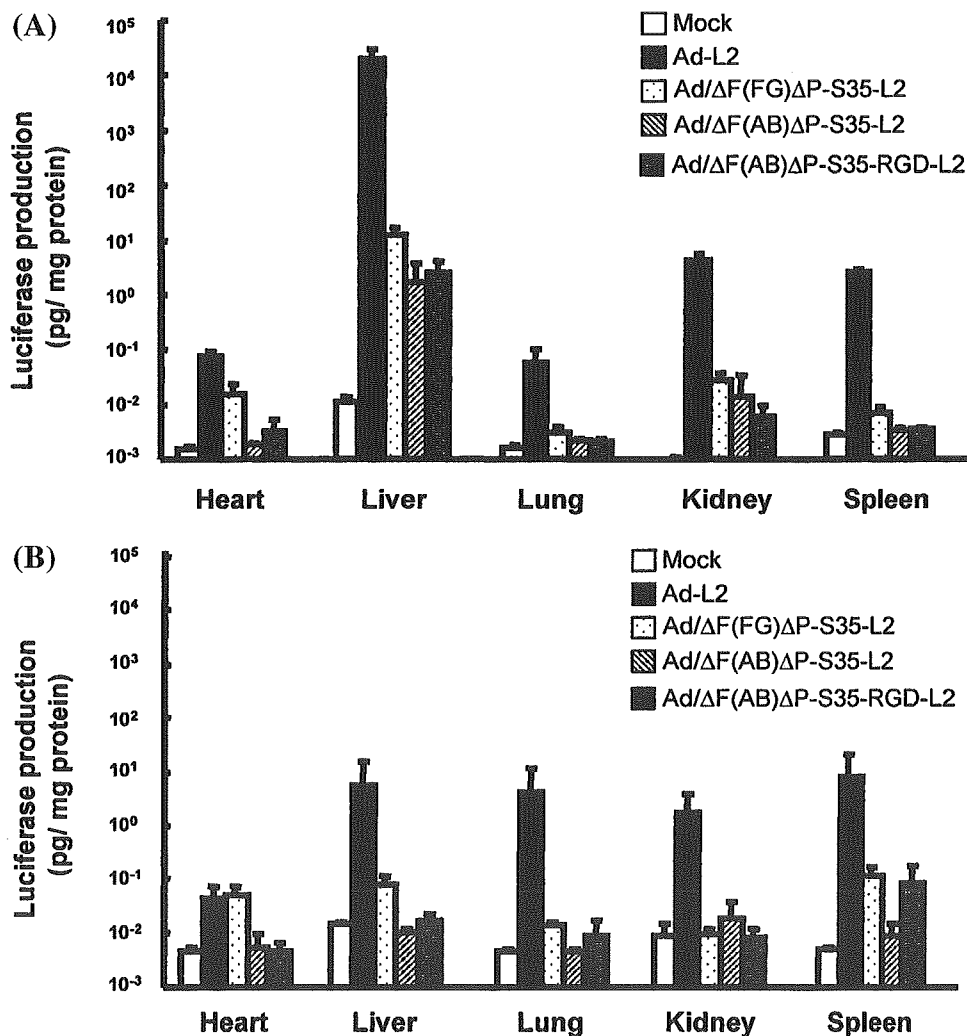 (A)
Luciferase production
(pg/ mg protein)
10⁵
10⁴
10³
10²
10¹
10⁰
10⁻¹
10⁻²
10⁻³
Mock
Ad-L2
Ad/ΔF(FG)ΔP-S35-L2
Ad/ΔF(AB)ΔP-S35-L2
Ad/ΔF(AB)ΔP-S35-RGD-L2
Heart Liver Lung Kidney Spleen
(B)
Luciferase production
(pg/ mg protein)
10⁵
10⁴
10³
10²
10¹
10⁰
10⁻¹
10⁻²
10⁻³
Mock
Ad-L2
Ad/ΔF(FG)ΔP-S35-L2
Ad/ΔF(AB)ΔP-S35-L2
Ad/ΔF(AB)ΔP-S35-RGD-L2
Heart Liver Lung Kidney Spleen